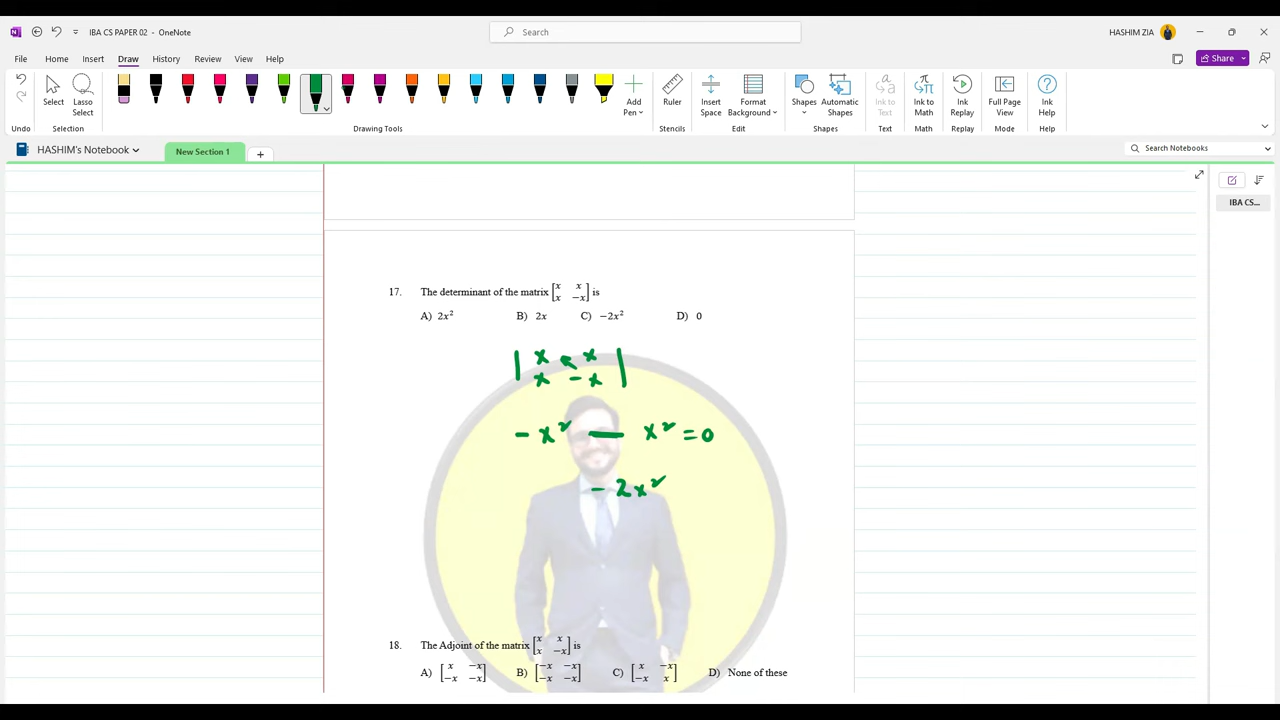 IBA CS PAPER 02 - OneNote
Search
HASHIM ZIA
File Home Insert Draw History Review View Help
Share
Undo
Select
Lasso Select
Selection
Drawing Tools
Add Pen
Ruler
Stencils
Insert Space
Format Background
Edit
Shapes
Automatic Shapes
Shapes
Ink to Text
Text
Ink to Math
Math
Ink Replay
Replay
Full Page View
Mode
Ink Help
Help
HASHIM's Notebook
New Section 1
+
Search Notebooks
IBA CS...
17. The determinant of the matrix [x x
x −x] is
A) 2x² B) 2x C) −2x² D) 0
| x x
x −x |
− x² — x² = 0
− 2x²
18. The Adjoint of the matrix [x x
x −x] is
A) [x −x
−x −x] B) [−x −x
−x −x] C) [x −x
−x x] D) None of these